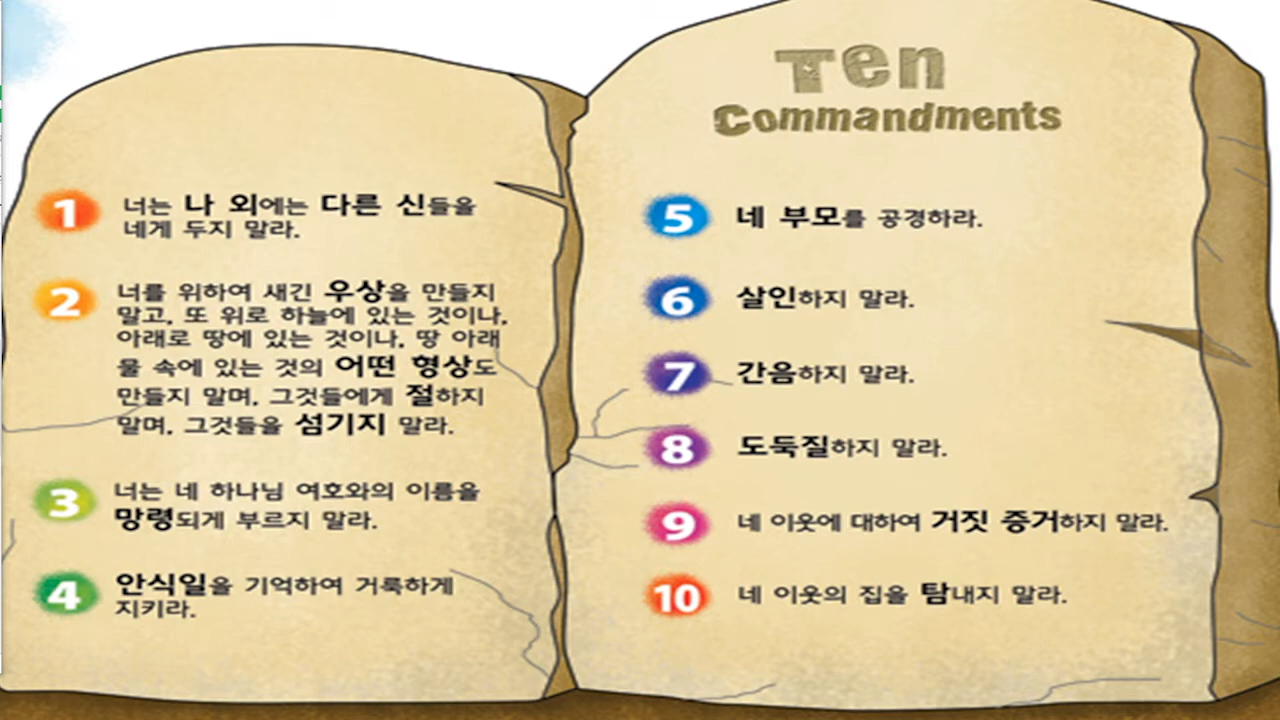 Ten
Commandments
1 너는 나 외에는 다른 신들을
네게 두지 말라.
2 너를 위하여 새긴 우상을 만들지
말고, 또 위로 하늘에 있는 것이나,
아래로 땅에 있는 것이나, 땅 아래
물 속에 있는 것의 어떤 형상도
만들지 말며, 그것들에게 절하지
말며, 그것들을 섬기지 말라.
3 너는 네 하나님 여호와의 이름을
망령되게 부르지 말라.
4 안식일을 기억하여 거룩하게
지키라.
5 네 부모를 공경하라.
6 살인하지 말라.
7 간음하지 말라.
8 도둑질하지 말라.
9 네 이웃에 대하여 거짓 증거하지 말라.
10 네 이웃의 집을 탐내지 말라.